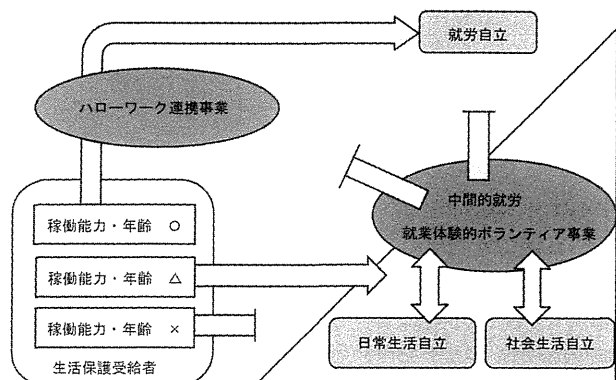 就労自立
ハローワーク連携事業
中間的就労
就業体験的ボランティア事業
稼働能力・年齢 ○
稼働能力・年齢 △
稼働能力・年齢 ×
生活保護受給者
日常生活自立
社会生活自立